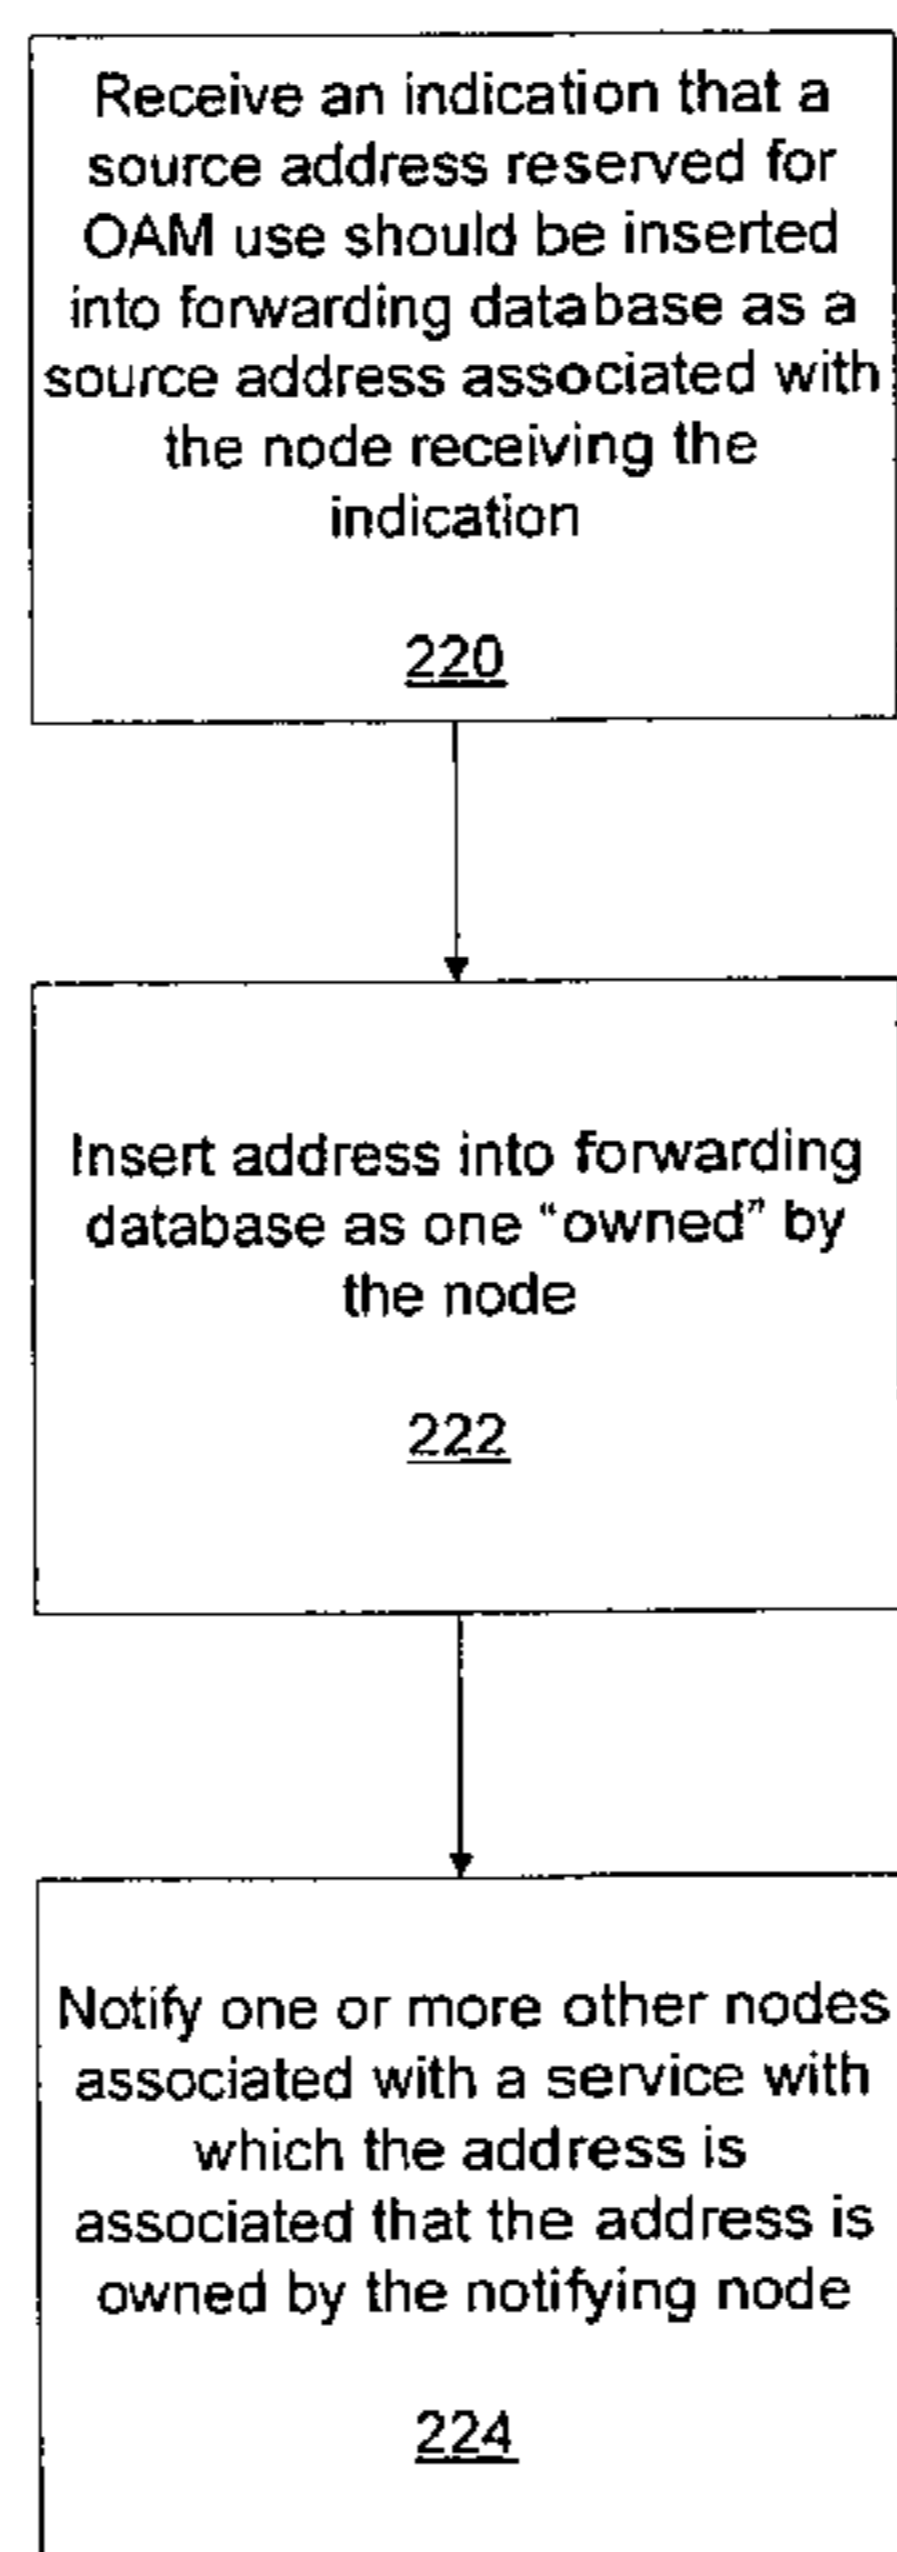 Receive an indication that a
source address reserved for
OAM use should be inserted
into forwarding database as a
source address associated with
the node receiving the
indication
220
Insert address into forwarding
database as one “owned” by
the node
222
Notify one or more other nodes
associated with a service with
which the address is
associated that the address is
owned by the notifying node
224